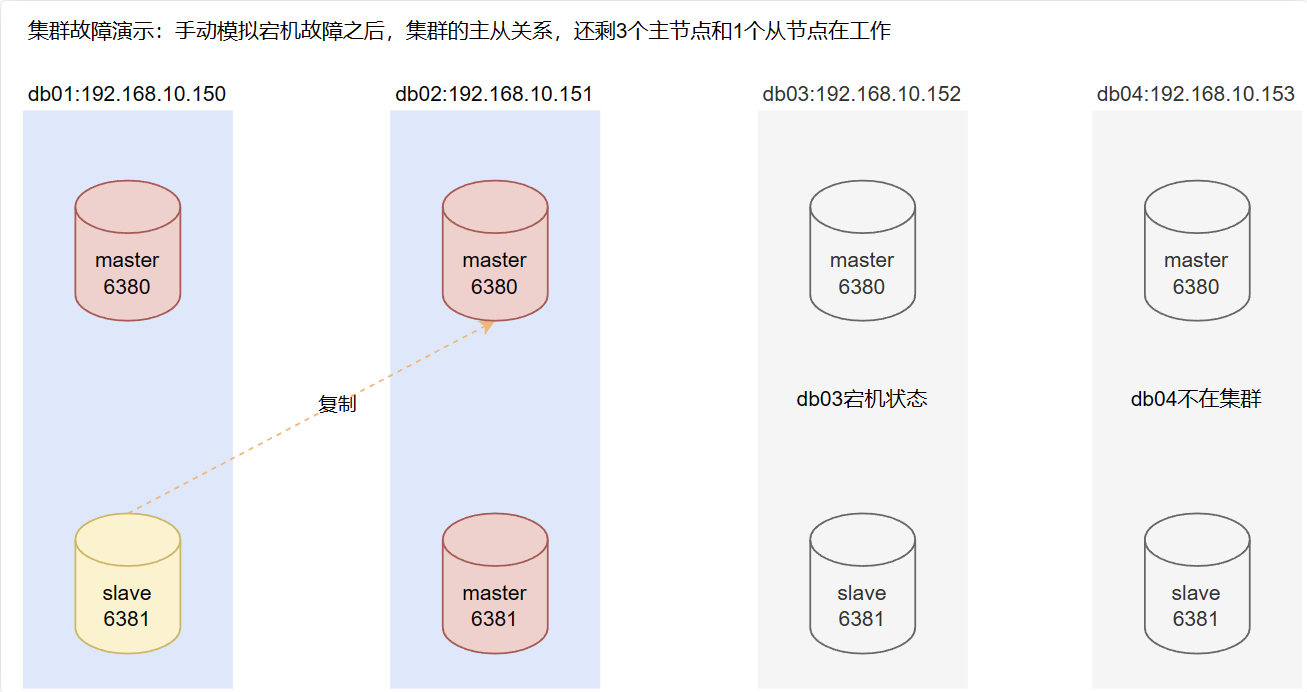 集群故障演示：手动模拟宕机故障之后，集群的主从关系，还剩3个主节点和1个从节点在工作
db01:192.168.10.150
db02:192.168.10.151
db03:192.168.10.152
db04:192.168.10.153
master
6380
master
6380
master
6380
master
6380
复制
db03宕机状态
db04不在集群
slave
6381
master
6381
slave
6381
slave
6381